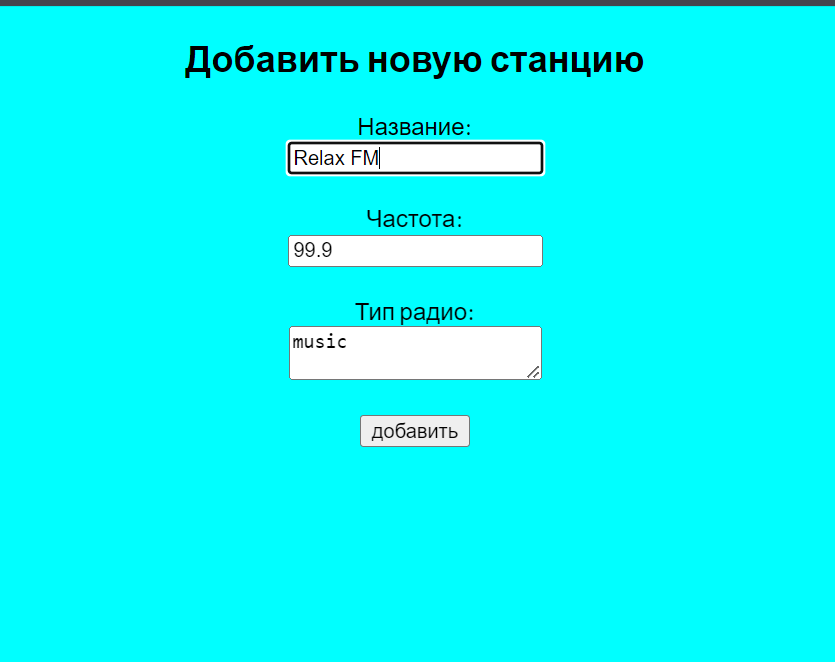 Добавить новую станцию
Название:
Relax FM
Частота:
99.9
Тип радио:
music
добавить